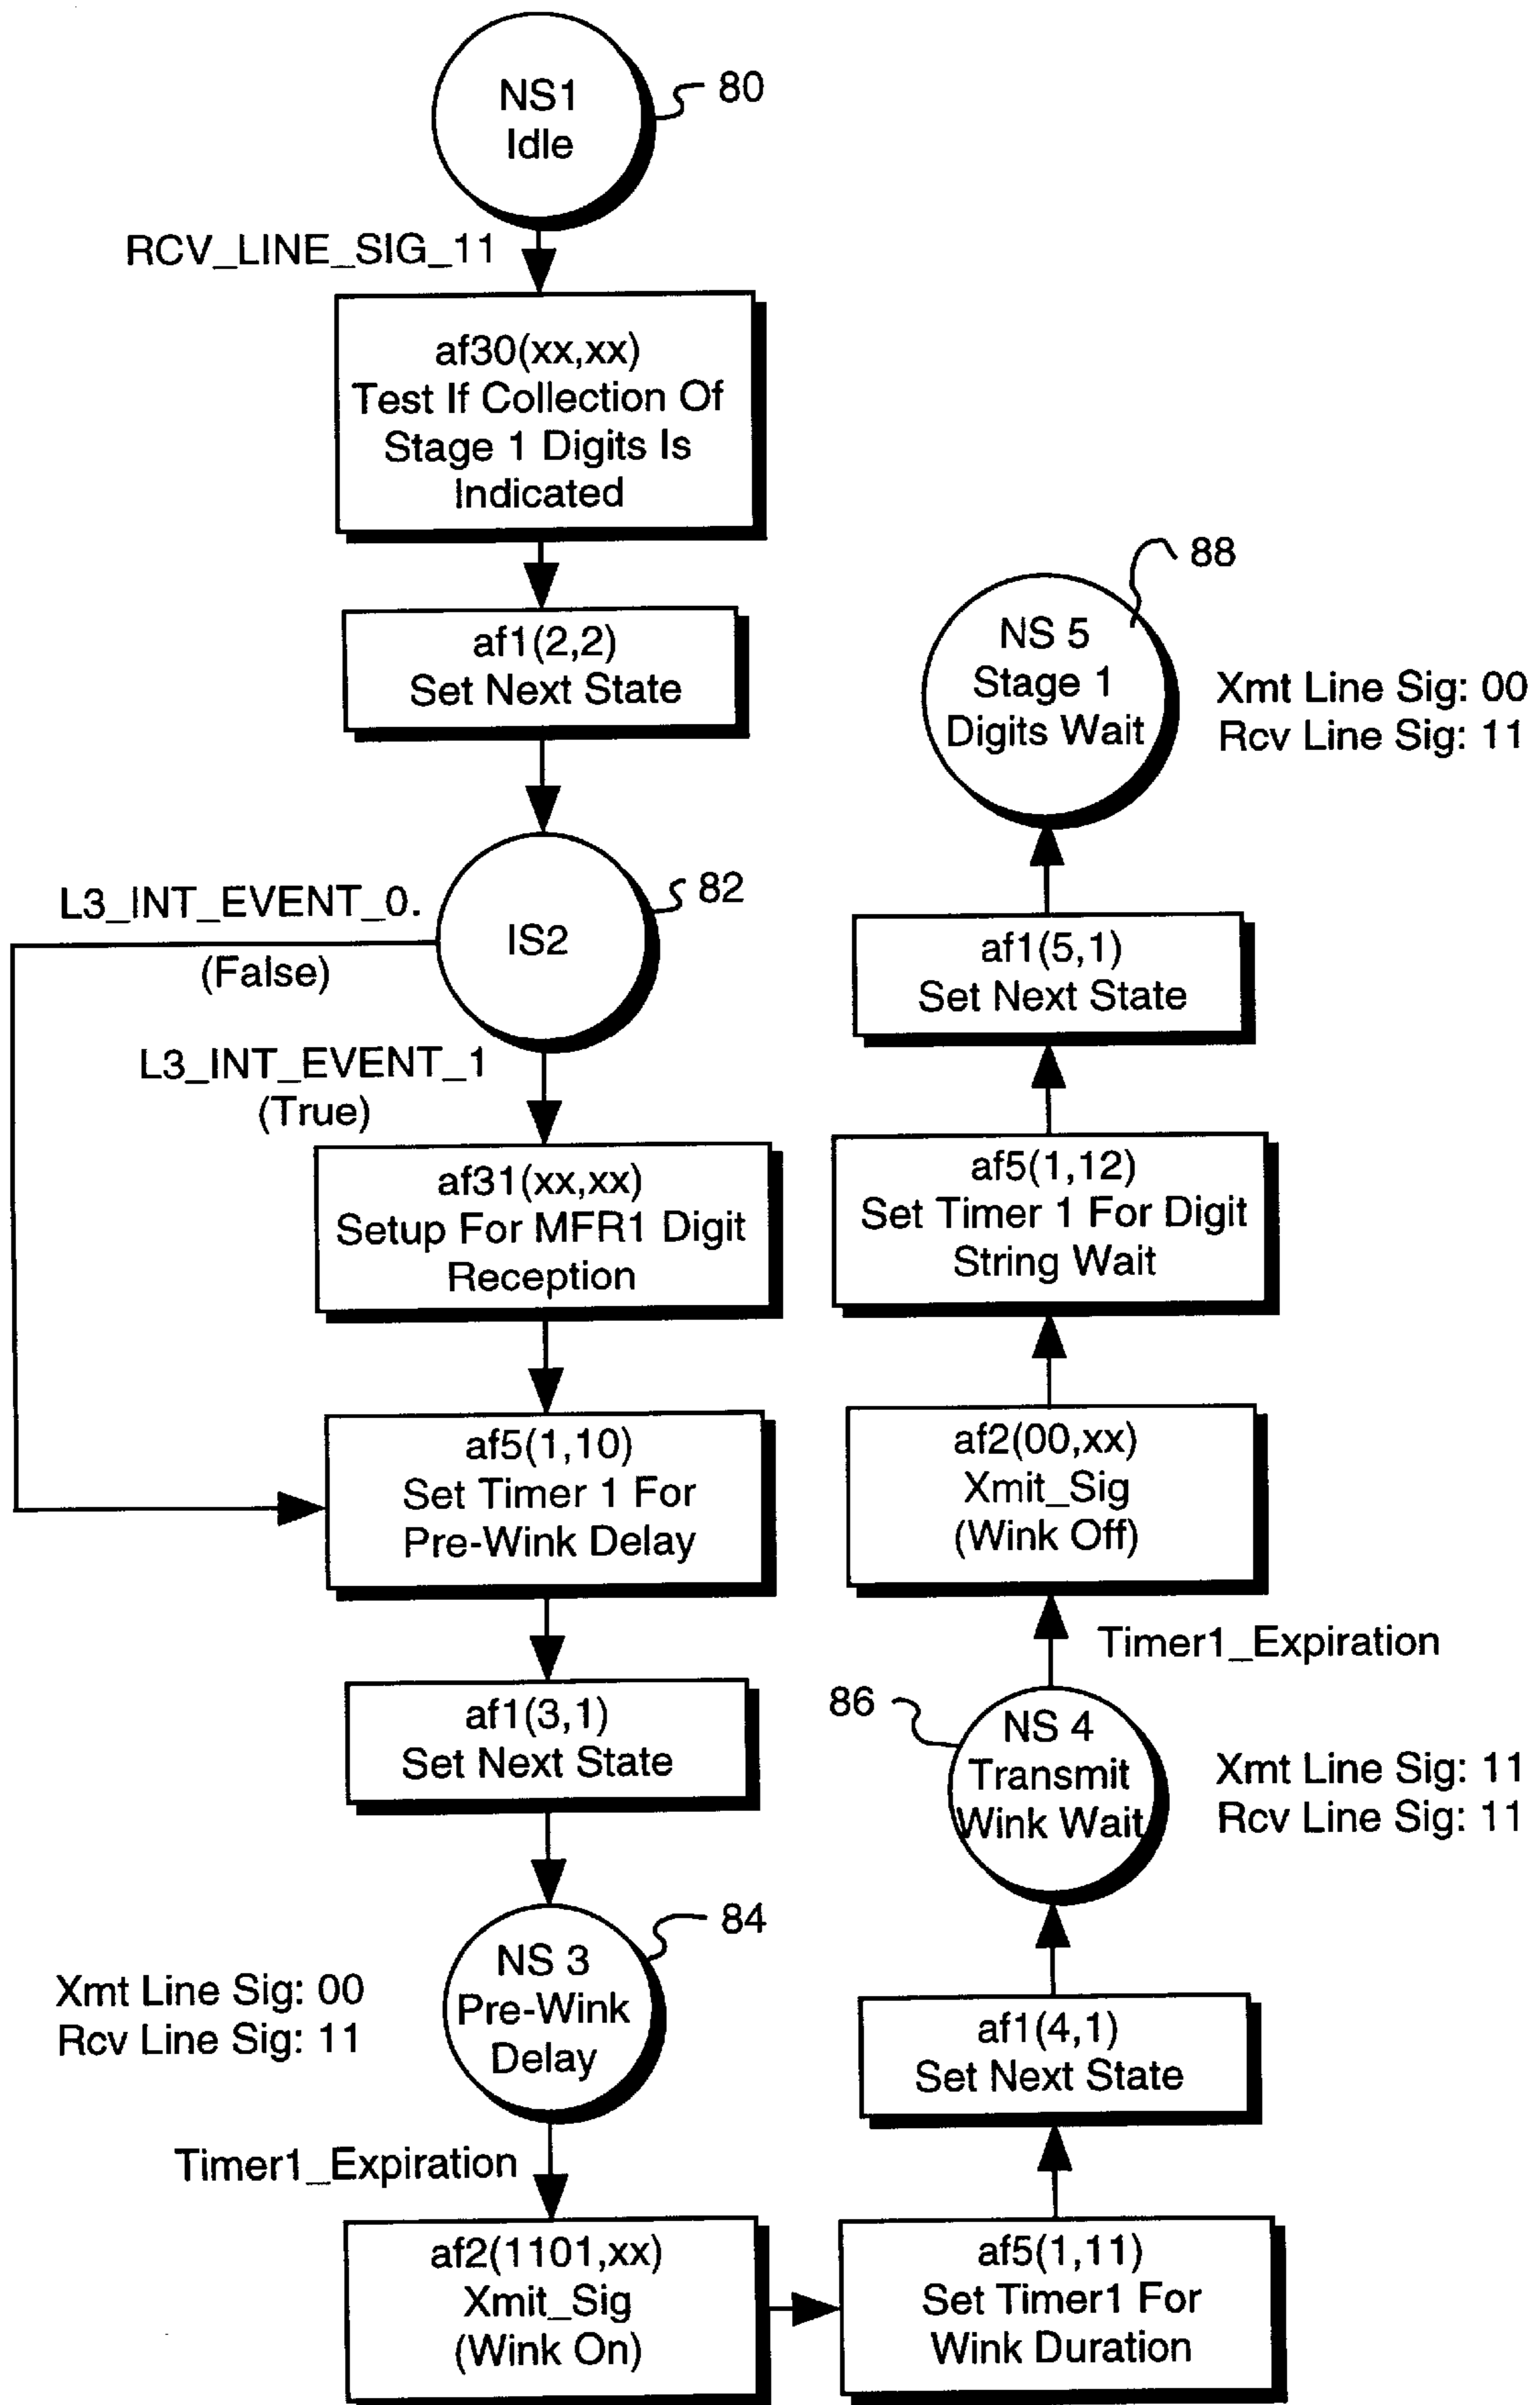 NS1
Idle
80
RCV_LINE_SIG_11
af30(xx,xx)
Test If Collection Of
Stage 1 Digits Is
Indicated
af1(2,2)
Set Next State
L3_INT_EVENT_0.
(False)
IS2
82
L3_INT_EVENT_1
(True)
af31(xx,xx)
Setup For MFR1 Digit
Reception
af5(1,10)
Set Timer 1 For
Pre-Wink Delay
af1(3,1)
Set Next State
Xmt Line Sig: 00
Rcv Line Sig: 11
NS 3
Pre-Wink
Delay
84
Timer1_Expiration
af2(1101,xx)
Xmit_Sig
(Wink On)
af5(1,11)
Set Timer1 For
Wink Duration
af1(4,1)
Set Next State
86
NS 4
Transmit
Wink Wait
Xmt Line Sig: 11
Rcv Line Sig: 11
Timer1_Expiration
af2(00,xx)
Xmit_Sig
(Wink Off)
af5(1,12)
Set Timer 1 For Digit
String Wait
af1(5,1)
Set Next State
88
NS 5
Stage 1
Digits Wait
Xmt Line Sig: 00
Rcv Line Sig: 11